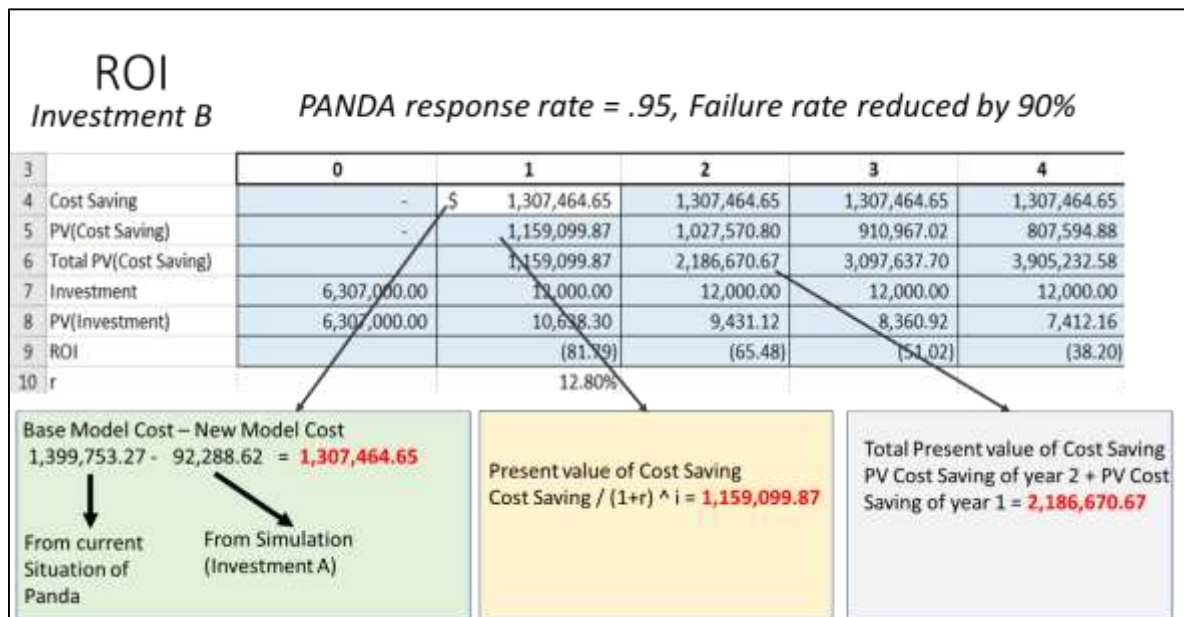 ROI
Investment B
PANDA response rate = .95, Failure rate reduced by 90%
3 0 1 2 3 4
4 Cost Saving - $ 1,307,464.65 1,307,464.65 1,307,464.65 1,307,464.65
5 PV(Cost Saving) - 1,159,099.87 1,027,570.80 910,967.02 807,594.88
6 Total PV(Cost Saving) 1,159,099.87 2,186,670.67 3,097,637.70 3,905,232.58
7 Investment 6,307,000.00 12,000.00 12,000.00 12,000.00 12,000.00
8 PV(Investment) 6,307,000.00 10,638.30 9,431.12 8,360.92 7,412.16
9 ROI (81.79) (65.48) (51.02) (38.20)
10 r 12.80%
Base Model Cost – New Model Cost
1,399,753.27 - 92,288.62 = 1,307,464.65
From current
Situation of
Panda
From Simulation
(Investment A)
Present value of Cost Saving
Cost Saving / (1+r) ^ i = 1,159,099.87
Total Present value of Cost Saving
PV Cost Saving of year 2 + PV Cost
Saving of year 1 = 2,186,670.67